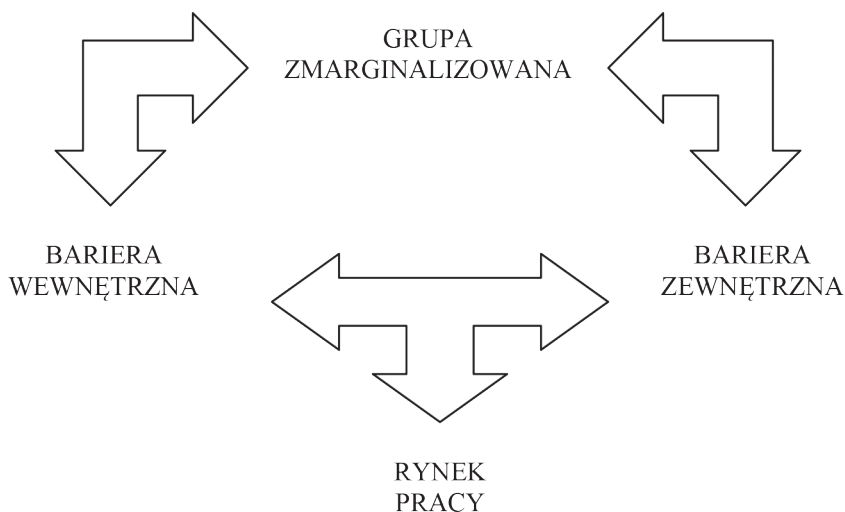 GRUPA
ZMARGINALIZOWANA
BARIERA
WEWNĘTRZNA
BARIERA
ZEWNĘTRZNA
RYNEK
PRACY